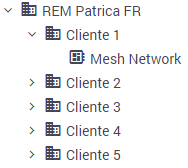 REM Patrica FR
Cliente 1
Mesh Network
Cliente 2
Cliente 3
Cliente 4
Cliente 5